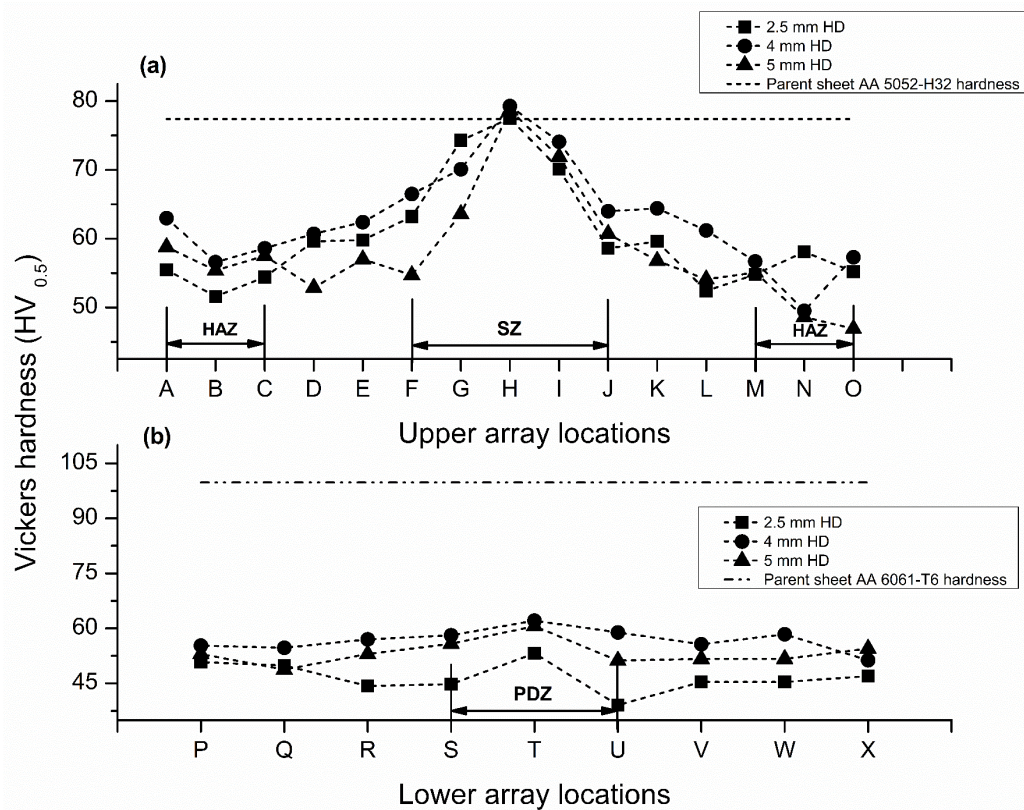 2.5 mm HD
4 mm HD
5 mm HD
Parent sheet AA 5052-H32 hardness
(a)
80
70
60
50
HAZ
SZ
HAZ
A B C D E F G H I J K L M N O
Upper array locations
Vickers hardness (HV 0.5)
(b)
105
90
75
60
45
2.5 mm HD
4 mm HD
5 mm HD
Parent sheet AA 6061-T6 hardness
PDZ
P Q R S T U V W X
Lower array locations